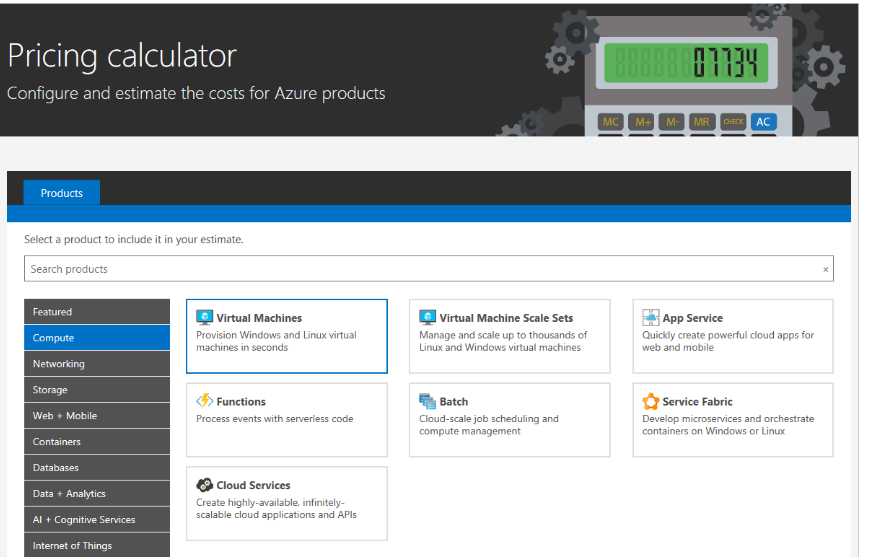 Pricing calculator
Configure and estimate the costs for Azure products
07734
MC M+ M- MR CHECK AC
Products
Select a product to include it in your estimate.
Search products ×
Featured
Compute
Networking
Storage
Web + Mobile
Containers
Databases
Data + Analytics
AI + Cognitive Services
Internet of Things
Virtual Machines
Provision Windows and Linux virtual
machines in seconds
Virtual Machine Scale Sets
Manage and scale up to thousands of
Linux and Windows virtual machines
App Service
Quickly create powerful cloud apps for
web and mobile
Functions
Process events with serverless code
Batch
Cloud-scale job scheduling and
compute management
Service Fabric
Develop microservices and orchestrate
containers on Windows or Linux
Cloud Services
Create highly-available, infinitely-
scalable cloud applications and APIs